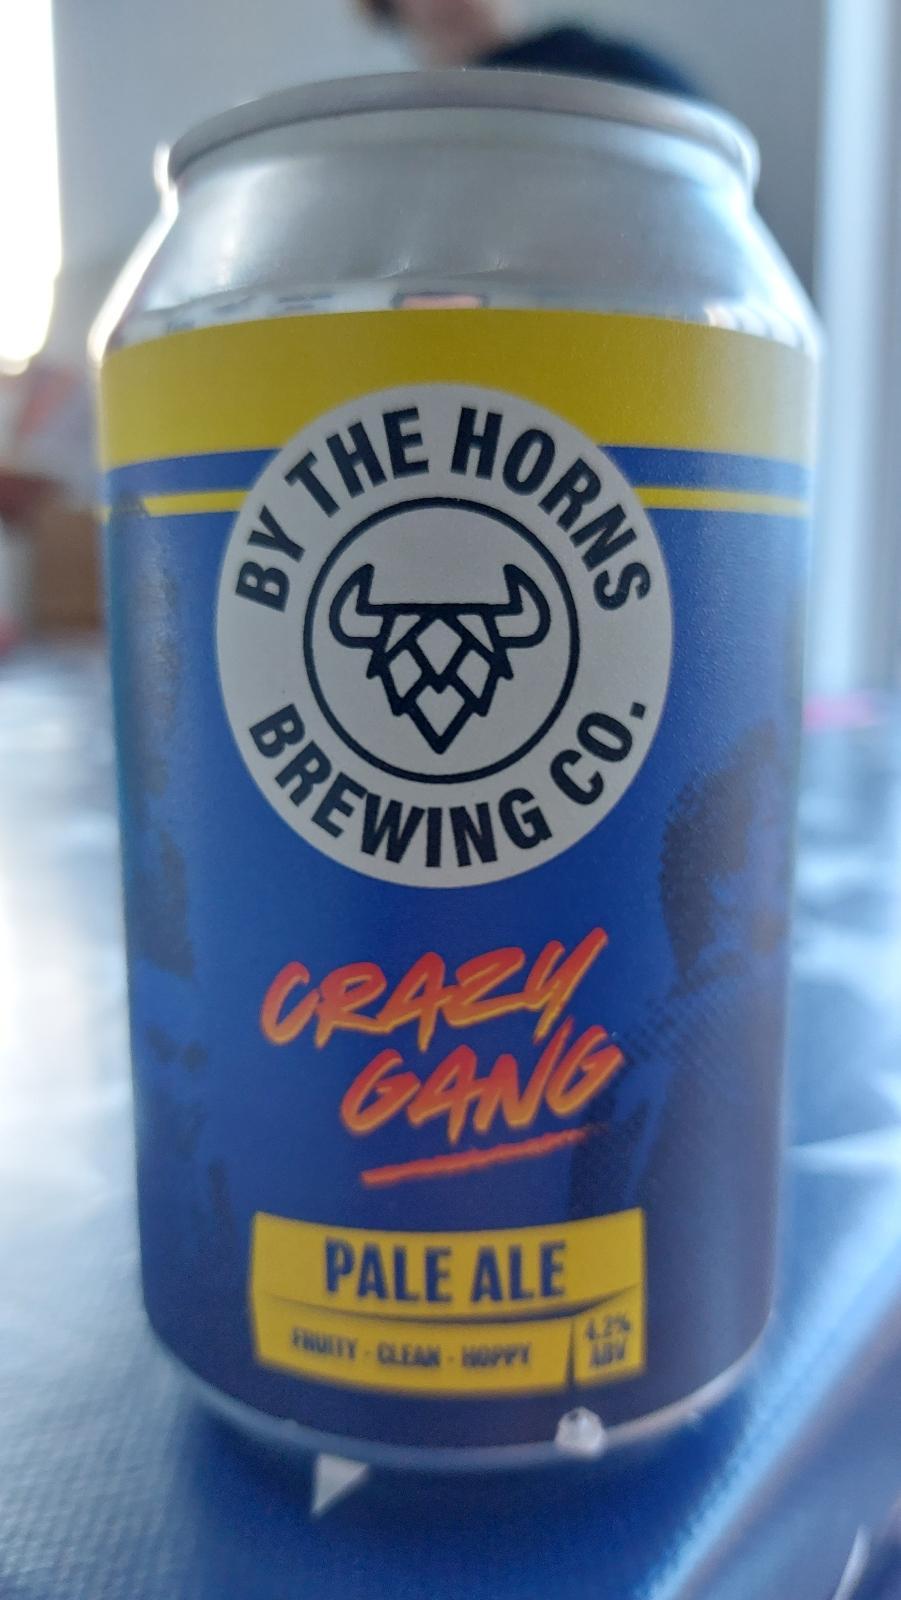 BY THE HORNS
BREWING CO.
CRAZY
GANG
PALE ALE
FRUITY · CLEAN · HOPPY
4.2%
ABV